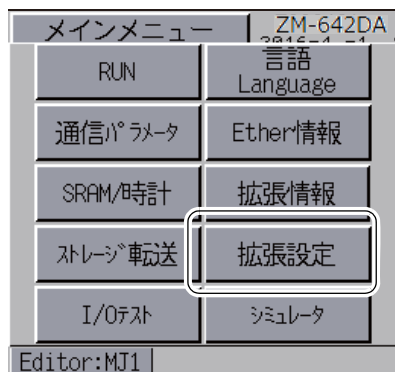 メインメニュー ZM-642DA
RUN 言語
Language
通信パラメータ Ether情報
SRAM/時計 拡張情報
ストレージ転送 拡張設定
I/Oテスト シミュレータ
Editor:MJ1